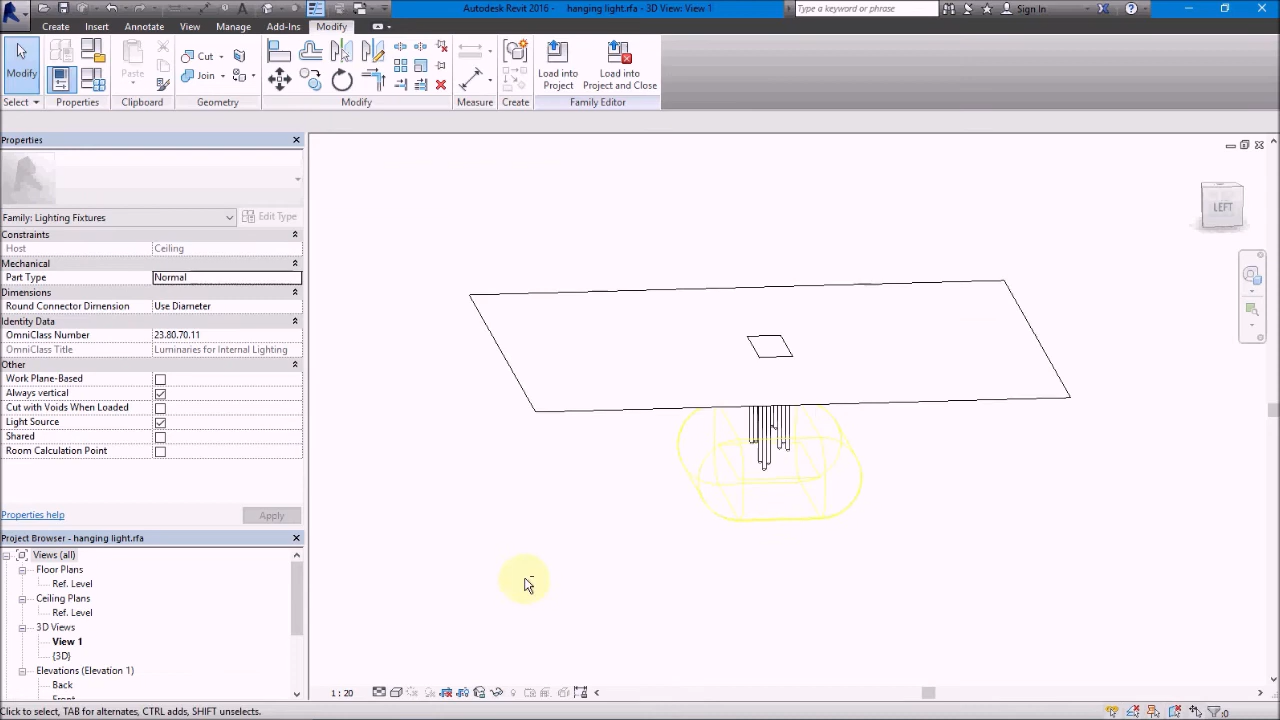 Autodesk Revit 2016 - hanging light.rfa - 3D View: View 1
Type a keyword or phrase
Sign In
Create Insert Annotate View Manage Add-Ins Modify
Modify
Paste
Cut
Join
Load into Project
Load into Project and Close
Select Properties Clipboard Geometry Modify Measure Create Family Editor
Properties
Family: Lighting Fixtures
Edit Type
Constraints
Host Ceiling
Mechanical
Part Type Normal
Dimensions
Round Connector Dimension Use Diameter
Identity Data
OmniClass Number 23.80.70.11
OmniClass Title Luminaries for Internal Lighting
Other
Work Plane-Based
Always vertical
Cut with Voids When Loaded
Light Source
Shared
Room Calculation Point
Properties help
Apply
Project Browser - hanging light.rfa
Views (all)
Floor Plans
Ref. Level
Ceiling Plans
Ref. Level
3D Views
View 1
{3D}
Elevations (Elevation 1)
Back
Front
LEFT
1 : 20
Click to select, TAB for alternates, CTRL adds, SHIFT unselects.
:0